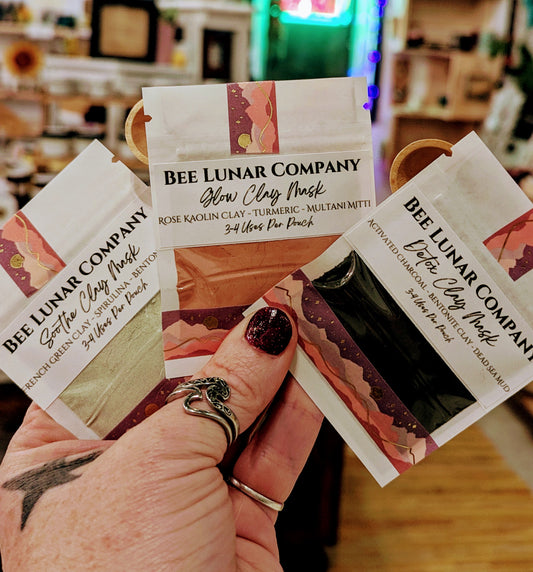 Bee Lunar Company
Soothe Clay Mask
French Green Clay - Spirulina - Benton
3-4 Uses Per Pouch
Bee Lunar Company
Glow Clay Mask
Rose Kaolin Clay - Turmeric - Multani Mitti
3-4 Uses Per Pouch
Bee Lunar Company
Detox Clay Mask
Activated Charcoal - Bentonite Clay - Dead Sea Mud
3-4 Uses Per Pouch